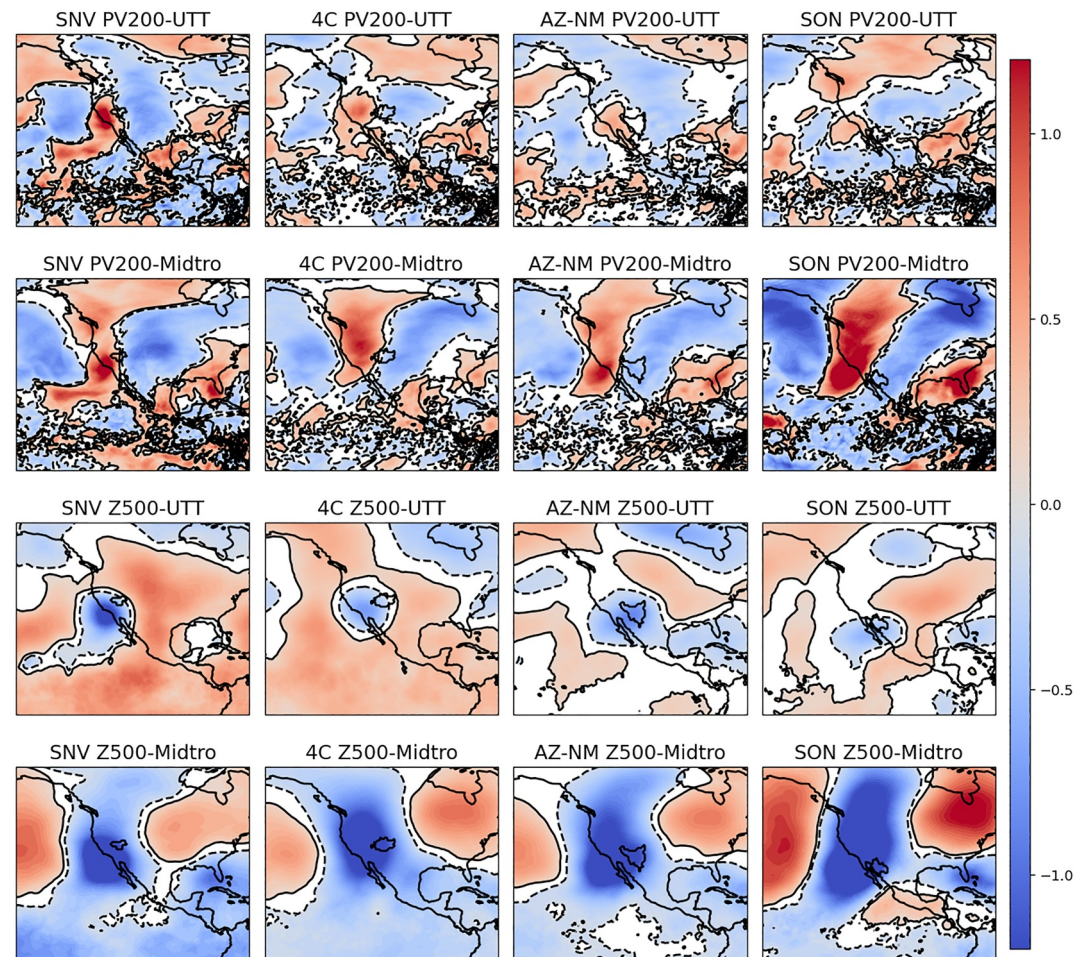 SNV PV200-UTT 4C PV200-UTT AZ-NM PV200-UTT SON PV200-UTT
SNV PV200-Midtro 4C PV200-Midtro AZ-NM PV200-Midtro SON PV200-Midtro
SNV Z500-UTT 4C Z500-UTT AZ-NM Z500-UTT SON Z500-UTT
SNV Z500-Midtro 4C Z500-Midtro AZ-NM Z500-Midtro SON Z500-Midtro
1.0
0.5
0.0
−0.5
−1.0